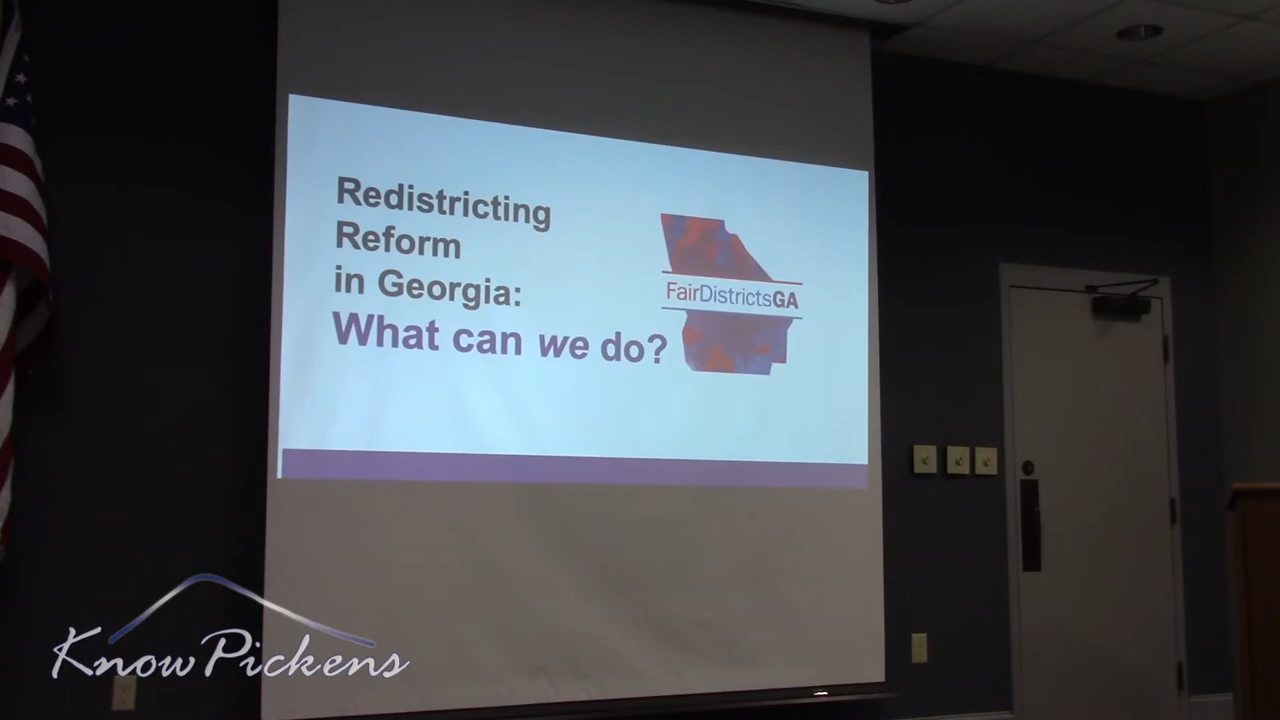 Redistricting
Reform
in Georgia:
What can we do?
FairDistrictsGA
KnowPickens